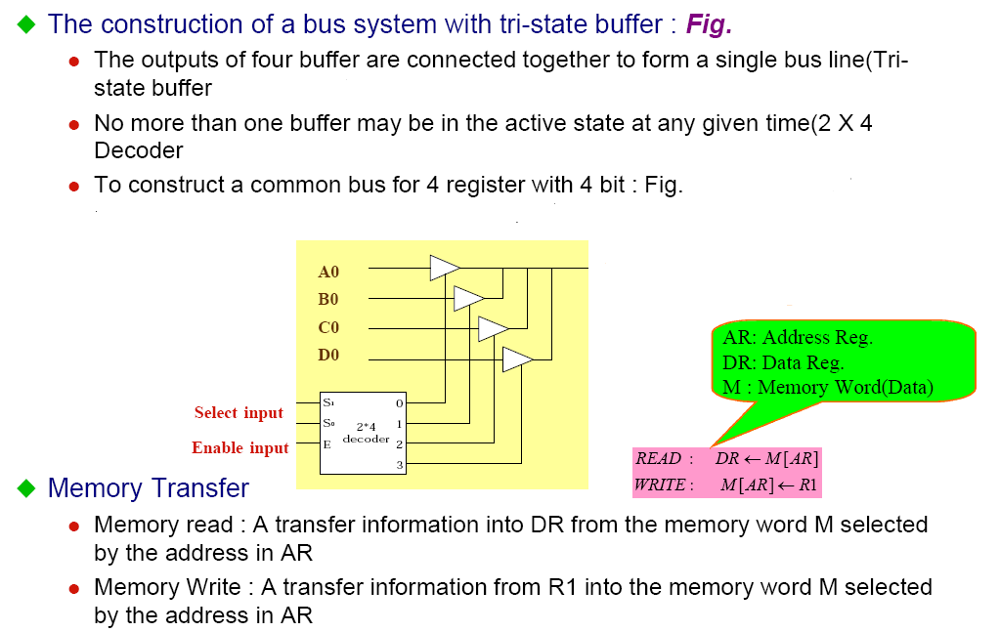 The construction of a bus system with tri-state buffer : Fig.
The outputs of four buffer are connected together to form a single bus line(Tri-
state buffer
No more than one buffer may be in the active state at any given time(2 X 4
Decoder
To construct a common bus for 4 register with 4 bit : Fig.
A0
B0
C0
D0
Select input
Enable input
S1
S0
E
2*4
decoder
0
1
2
3
AR: Address Reg.
DR: Data Reg.
M : Memory Word(Data)
READ : DR ← M[AR]
WRITE : M[AR] ← R1
Memory Transfer
Memory read : A transfer information into DR from the memory word M selected
by the address in AR
Memory Write : A transfer information from R1 into the memory word M selected
by the address in AR